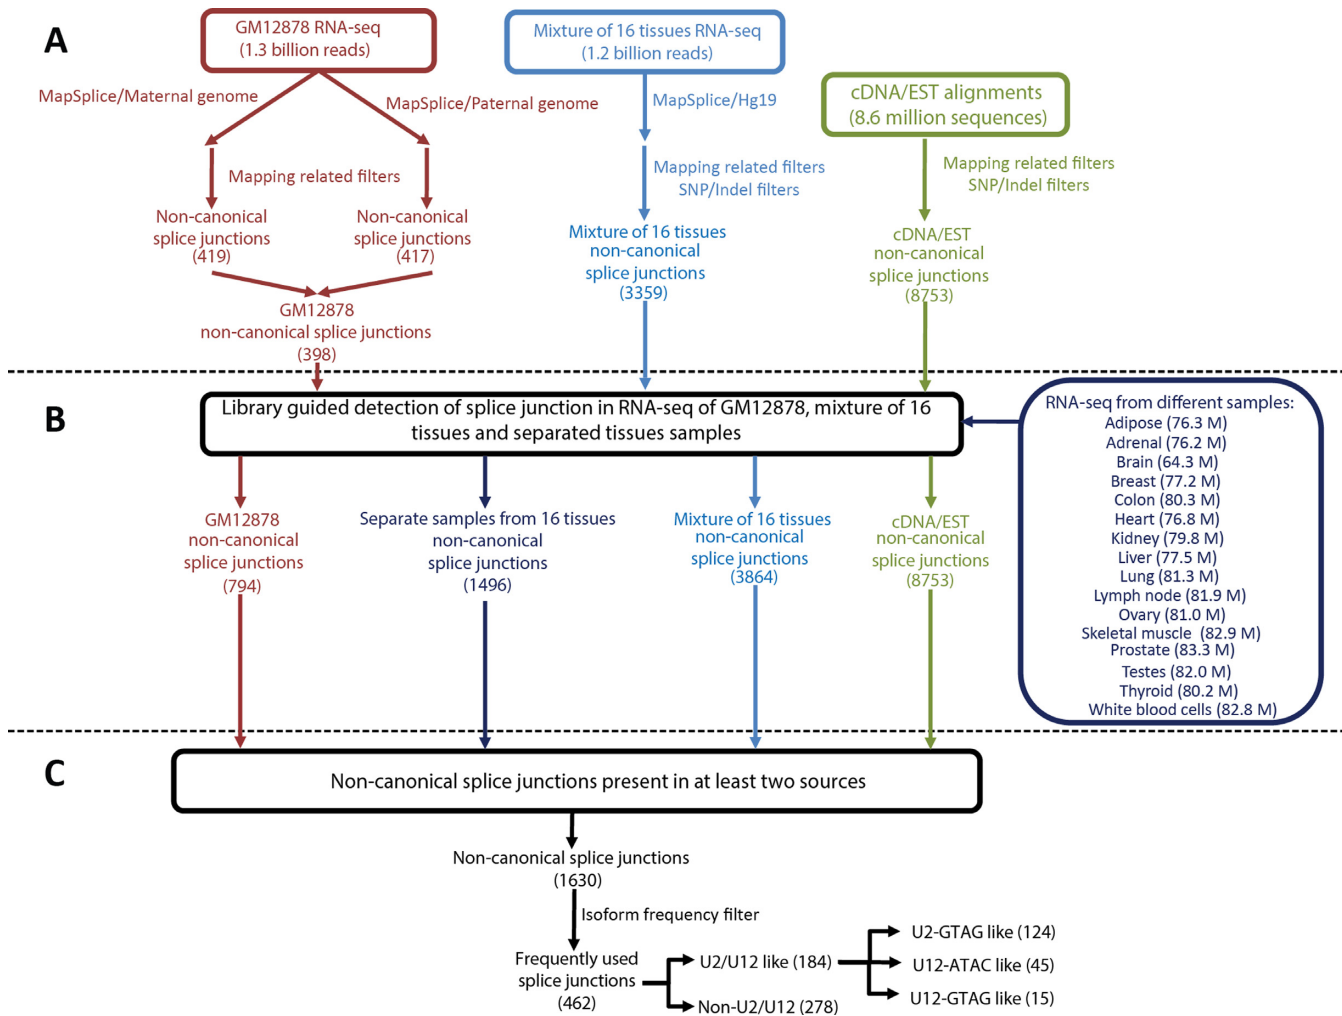 A
GM12878 RNA-seq
(1.3 billion reads)
Mixture of 16 tissues RNA-seq
(1.2 billion reads)
cDNA/EST alignments
(8.6 million sequences)
MapSplice/Maternal genome
MapSplice/Paternal genome
MapSplice/Hg19
Mapping related filters
Mapping related filters
SNP/Indel filters
Mapping related filters
SNP/Indel filters
Non-canonical
splice junctions
(419)
Non-canonical
splice junctions
(417)
Mixture of 16 tissues
non-canonical
splice junctions
(3359)
cDNA/EST
non-canonical
splice junctions
(8753)
GM12878
non-canonical splice junctions
(398)
B
Library guided detection of splice junction in RNA-seq of GM12878, mixture of 16
tissues and separated tissues samples
RNA-seq from different samples:
Adipose (76.3 M)
Adrenal (76.2 M)
Brain (64.3 M)
Breast (77.2 M)
Colon (80.3 M)
Heart (76.8 M)
Kidney (79.8 M)
Liver (77.5 M)
Lung (81.3 M)
Lymph node (81.9 M)
Ovary (81.0 M)
Skeletal muscle (82.9 M)
Prostate (83.3 M)
Testes (82.0 M)
Thyroid (80.2 M)
White blood cells (82.8 M)
GM12878
non-canonical
splice junctions
(794)
Separate samples from 16 tissues
non-canonical
splice junctions
(1496)
Mixture of 16 tissues
non-canonical
splice junctions
(3864)
cDNA/EST
non-canonical
splice junctions
(8753)
C
Non-canonical splice junctions present in at least two sources
Non-canonical splice junctions
(1630)
Isoform frequency filter
Frequently used
splice junctions
(462)
U2/U12 like (184)
Non-U2/U12 (278)
U2-GTAG like (124)
U12-ATAC like (45)
U12-GTAG like (15)